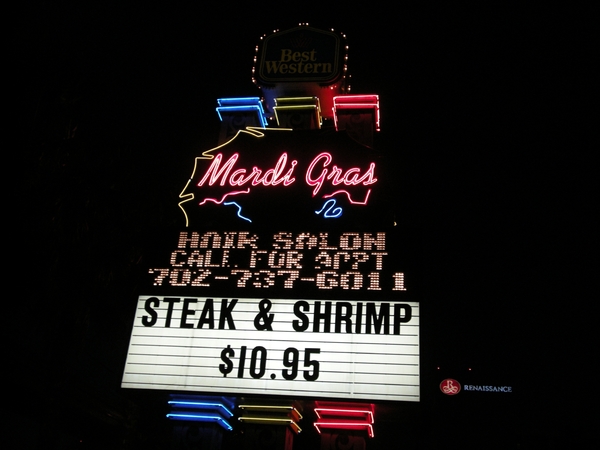 Best
Western
Mardi Gras
HAIR SALON
CALL FOR APPT
702-737-6011
STEAK & SHRIMP
$10.95
RENAISSANCE